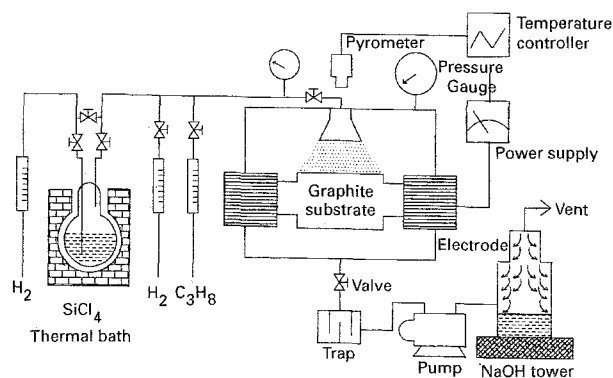 Temperature
controller
Pyrometer
Pressure
Gauge
Power supply
Graphite
substrate
Electrode
Vent
H2
SiCl4
Thermal bath
H2
C3H8
Valve
Trap
Pump
NaOH tower